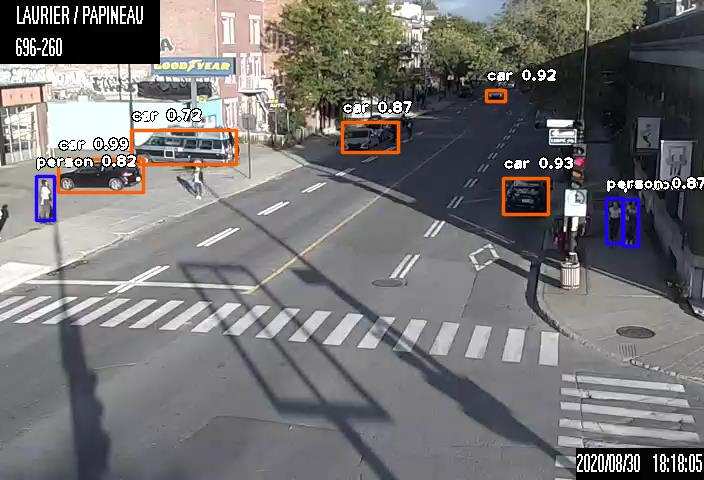 LAURIER / PAPINEAU
696-260
GOODYEAR
car 0.92
car 0.87
car 0.72
car 0.99
person 0.82
car 0.93
person 0.87
2020/08/30 18:18:05